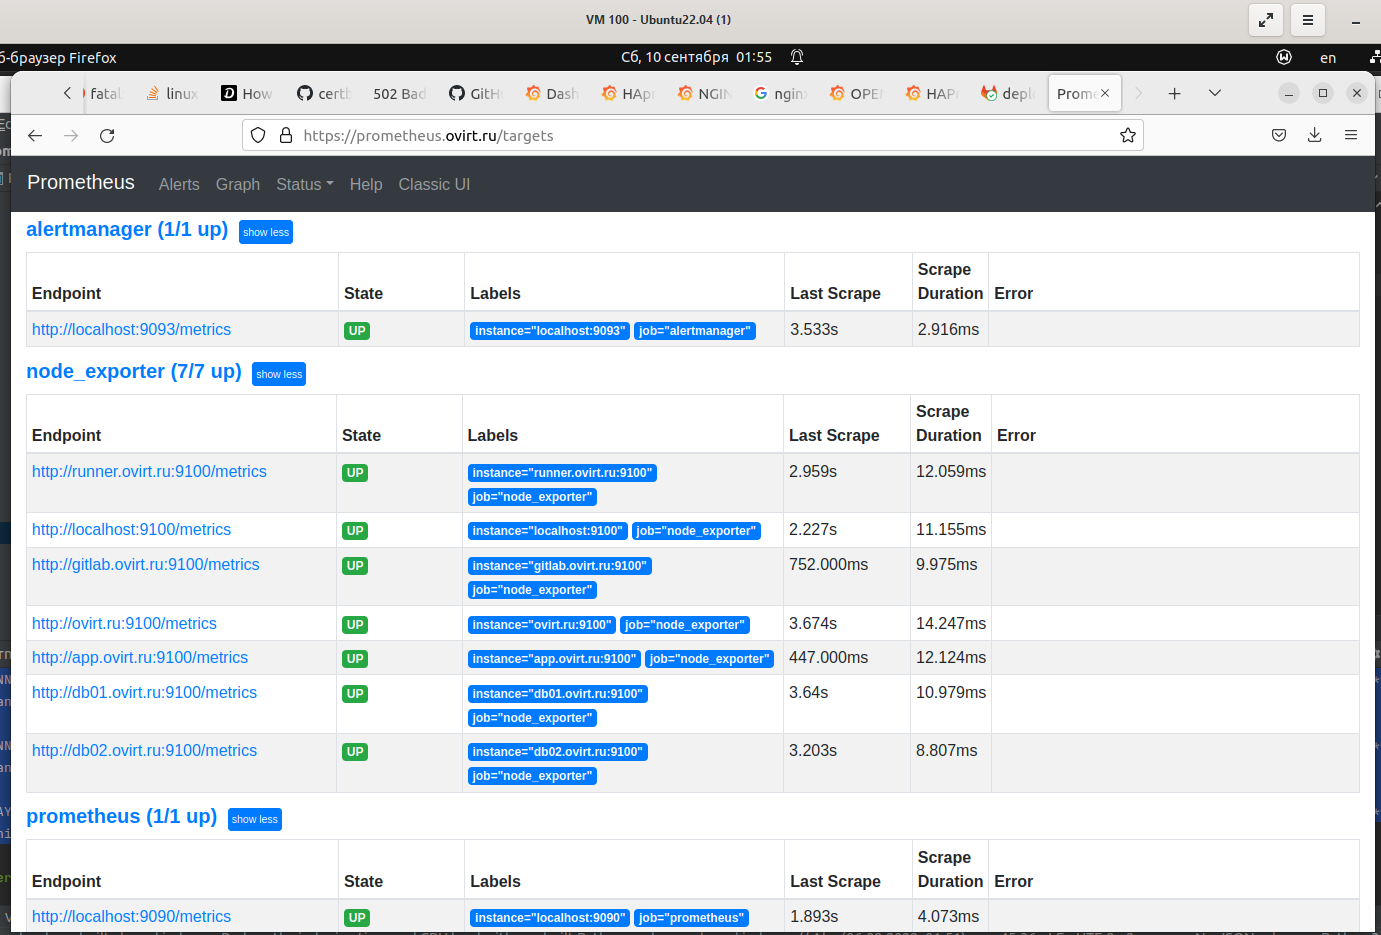 VM 100 - Ubuntu22.04 (1)
б-браузер Firefox
Сб, 10 сентября 01:55
en
fatal
linux
How
certb
502 Bad
GitHu
Dash
HApr
NGIN
nginx
OPEN
HAPr
deplo
Prome
https://prometheus.ovirt.ru/targets
Prometheus Alerts Graph Status Help Classic UI
alertmanager (1/1 up) show less
Endpoint State Labels Last Scrape Scrape Duration Error
http://localhost:9093/metrics UP instance="localhost:9093" job="alertmanager" 3.533s 2.916ms
node_exporter (7/7 up) show less
Endpoint State Labels Last Scrape Scrape Duration Error
http://runner.ovirt.ru:9100/metrics UP instance="runner.ovirt.ru:9100" 2.959s 12.059ms
job="node_exporter"
http://localhost:9100/metrics UP instance="localhost:9100" job="node_exporter" 2.227s 11.155ms
http://gitlab.ovirt.ru:9100/metrics UP instance="gitlab.ovirt.ru:9100" 752.000ms 9.975ms
job="node_exporter"
http://ovirt.ru:9100/metrics UP instance="ovirt.ru:9100" job="node_exporter" 3.674s 14.247ms
http://app.ovirt.ru:9100/metrics UP instance="app.ovirt.ru:9100" job="node_exporter" 447.000ms 12.124ms
http://db01.ovirt.ru:9100/metrics UP instance="db01.ovirt.ru:9100" 3.64s 10.979ms
job="node_exporter"
http://db02.ovirt.ru:9100/metrics UP instance="db02.ovirt.ru:9100" 3.203s 8.807ms
job="node_exporter"
prometheus (1/1 up) show less
Endpoint State Labels Last Scrape Scrape Duration Error
http://localhost:9090/metrics UP instance="localhost:9090" job="prometheus" 1.893s 4.073ms